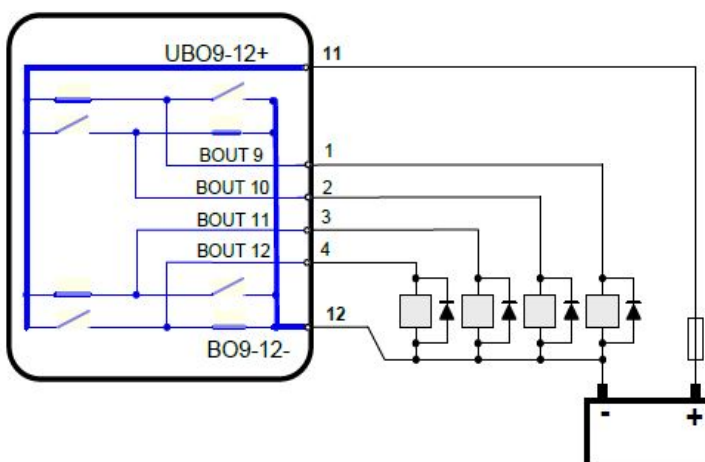 UBO9-12+ 11
BOUT 9 1
BOUT 10 2
BOUT 11 3
BOUT 12 4
12
BO9-12-
- +